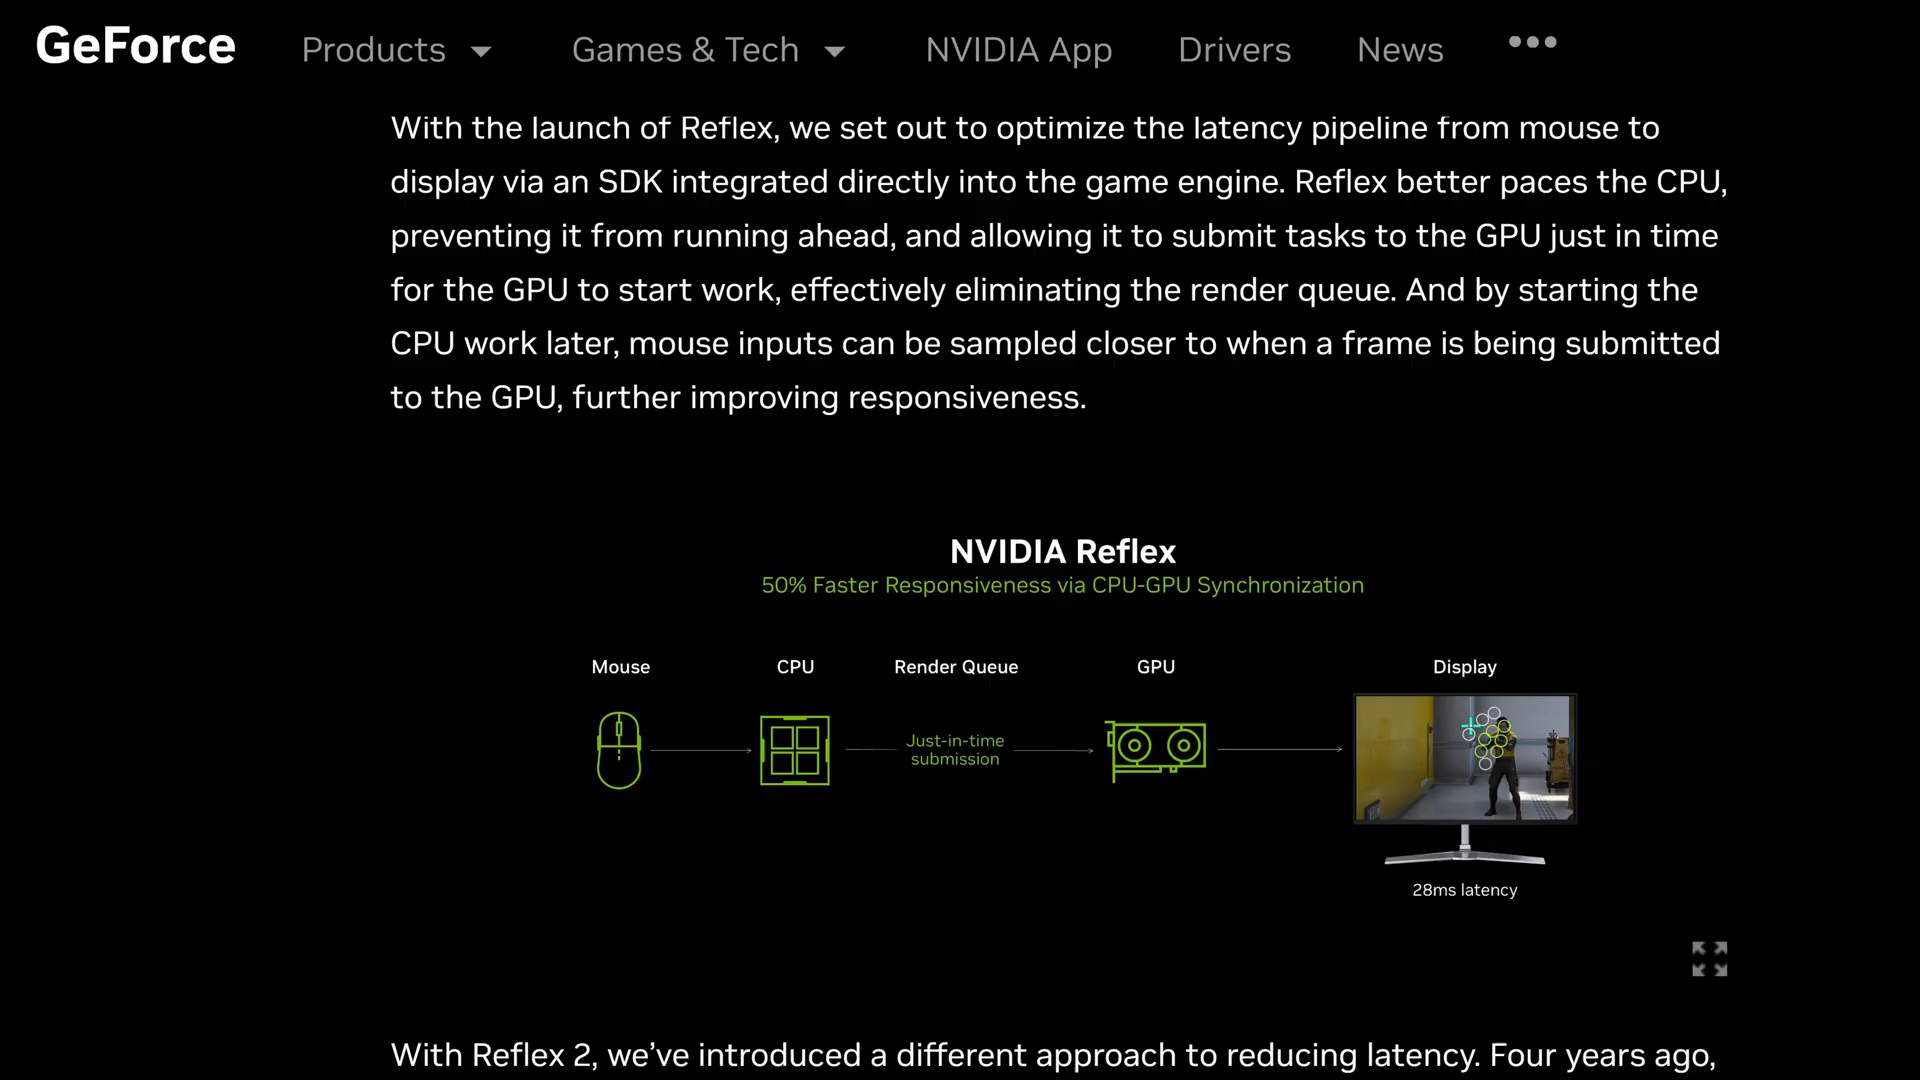 GeForce Products Games & Tech NVIDIA App Drivers News
With the launch of Reflex, we set out to optimize the latency pipeline from mouse to
display via an SDK integrated directly into the game engine. Reflex better paces the CPU,
preventing it from running ahead, and allowing it to submit tasks to the GPU just in time
for the GPU to start work, effectively eliminating the render queue. And by starting the
CPU work later, mouse inputs can be sampled closer to when a frame is being submitted
to the GPU, further improving responsiveness.
NVIDIA Reflex
50% Faster Responsiveness via CPU-GPU Synchronization
Mouse CPU Render Queue GPU Display
Just-in-time
submission
28ms latency
With Reflex 2, we’ve introduced a different approach to reducing latency. Four years ago,